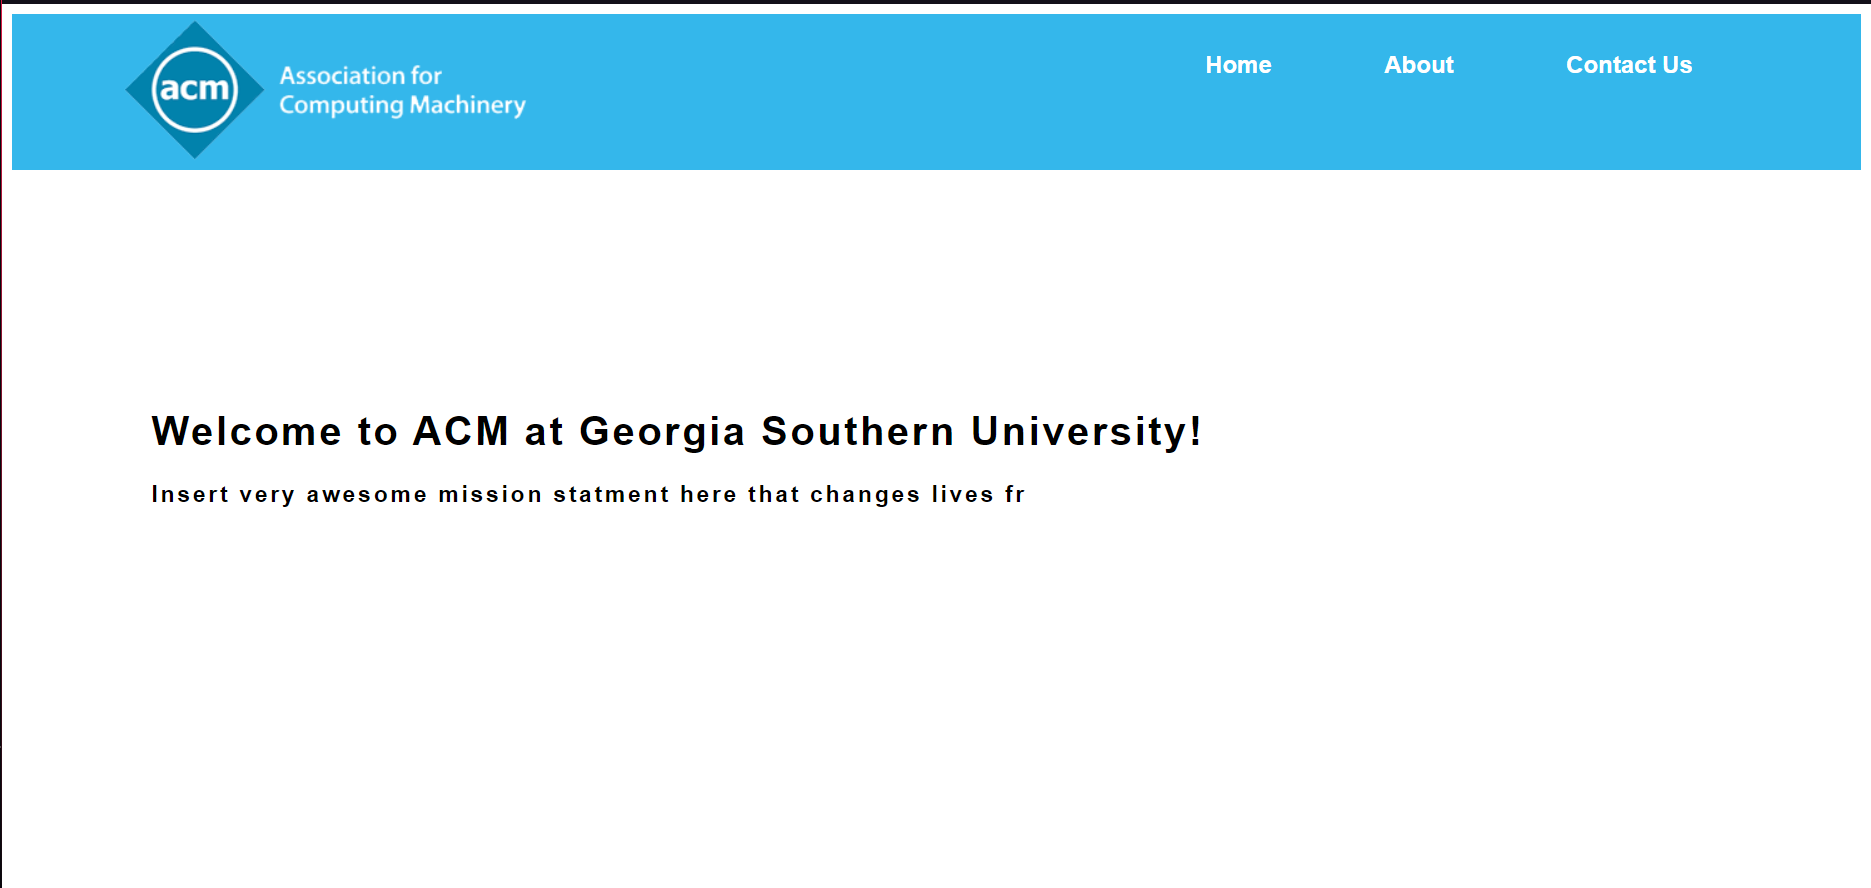 acm
Association for
Computing Machinery
Home About Contact Us
Welcome to ACM at Georgia Southern University!
Insert very awesome mission statment here that changes lives fr